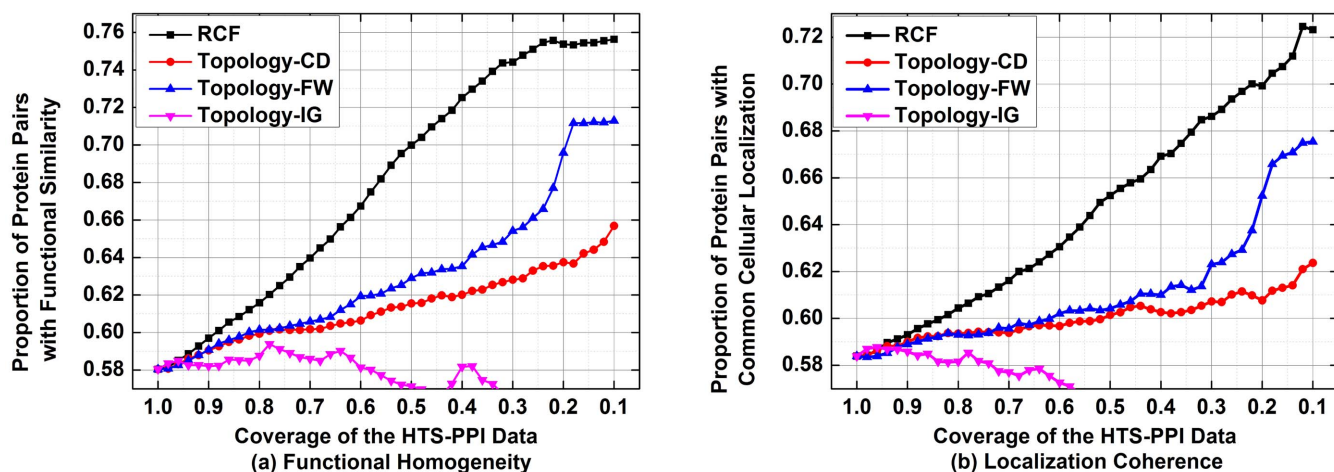 Proportion of Protein Pairs
with Functional Similarity
0.76
0.74
0.72
0.70
0.68
0.66
0.64
0.62
0.60
0.58
RCF
Topology-CD
Topology-FW
Topology-IG
1.0 0.9 0.8 0.7 0.6 0.5 0.4 0.3 0.2 0.1
Coverage of the HTS-PPI Data
(a) Functional Homogeneity
Proportion of Protein Pairs with
Common Cellular Localization
0.72
0.70
0.68
0.66
0.64
0.62
0.60
0.58
RCF
Topology-CD
Topology-FW
Topology-IG
1.0 0.9 0.8 0.7 0.6 0.5 0.4 0.3 0.2 0.1
Coverage of the HTS-PPI Data
(b) Localization Coherence